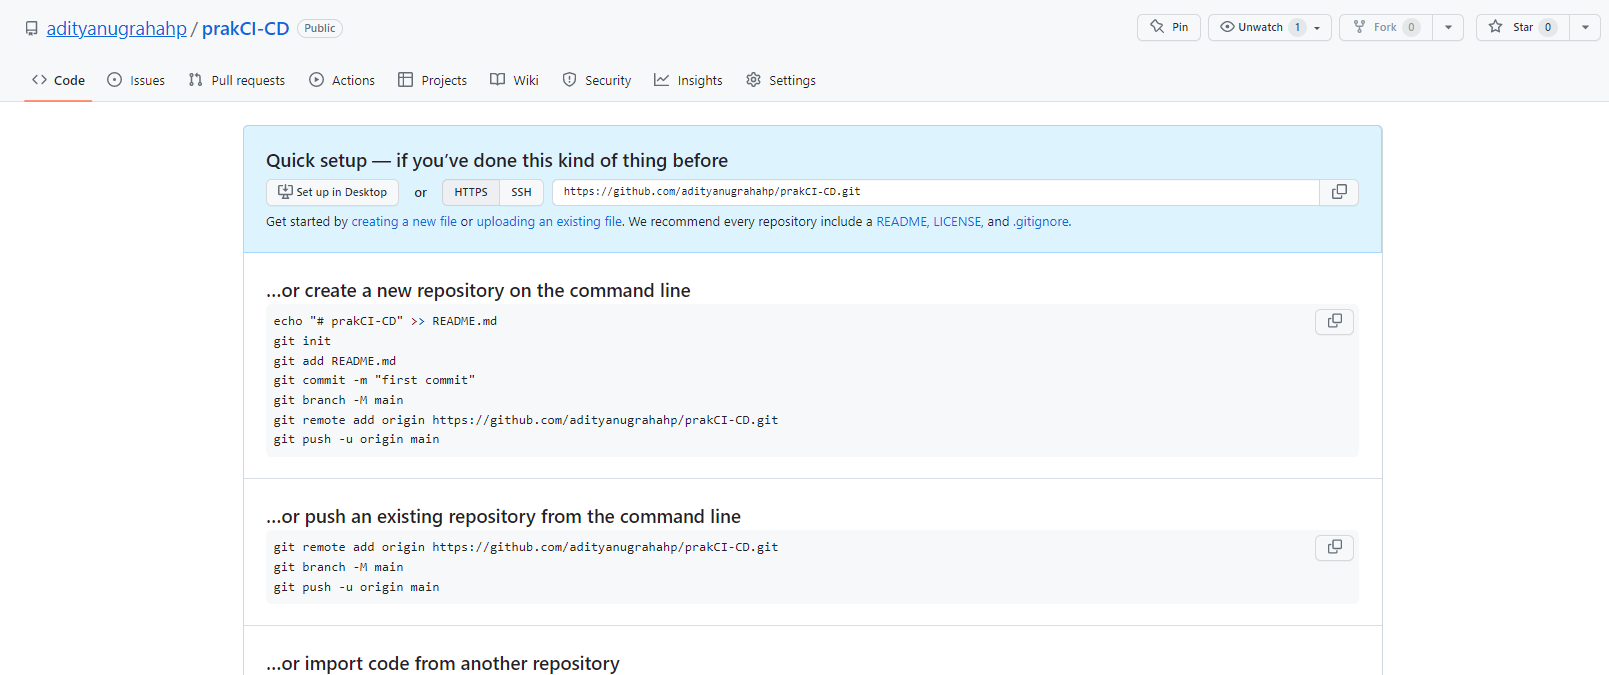 adityanugrahahp / prakCI-CD Public Pin Unwatch 1 Fork 0 Star 0
Code Issues Pull requests Actions Projects Wiki Security Insights Settings
Quick setup — if you’ve done this kind of thing before
Set up in Desktop or HTTPS SSH https://github.com/adityanugrahahp/prakCI-CD.git
Get started by creating a new file or uploading an existing file. We recommend every repository include a README, LICENSE, and .gitignore.
…or create a new repository on the command line
echo "# prakCI-CD" >> README.md
git init
git add README.md
git commit -m "first commit"
git branch -M main
git remote add origin https://github.com/adityanugrahahp/prakCI-CD.git
git push -u origin main
…or push an existing repository from the command line
git remote add origin https://github.com/adityanugrahahp/prakCI-CD.git
git branch -M main
git push -u origin main
…or import code from another repository